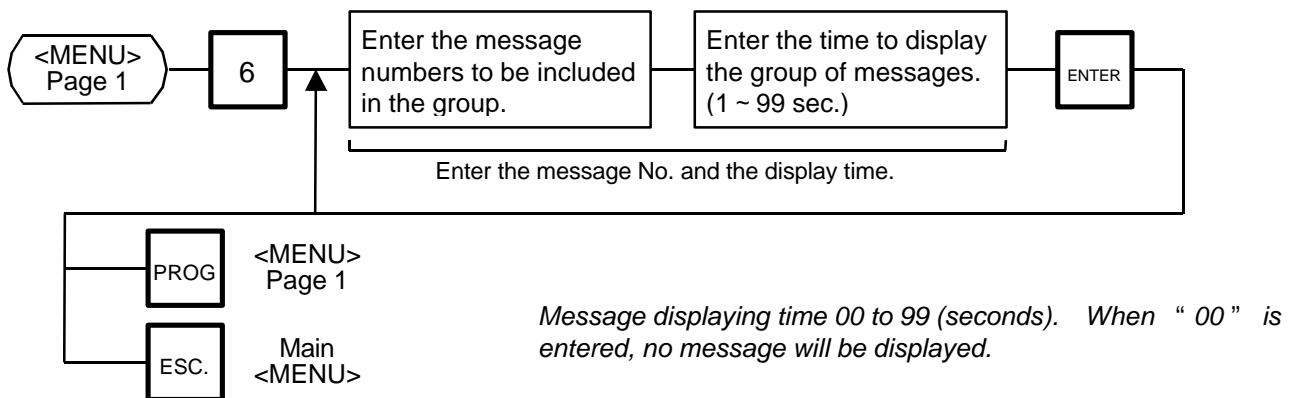 <MENU>
Page 1
6
Enter the message
numbers to be included
in the group.
Enter the time to display
the group of messages.
(1 ~ 99 sec.)
ENTER
Enter the message No. and the display time.
PROG
<MENU>
Page 1
ESC.
Main
<MENU>
Message displaying time 00 to 99 (seconds). When “ 00 ” is
entered, no message will be displayed.